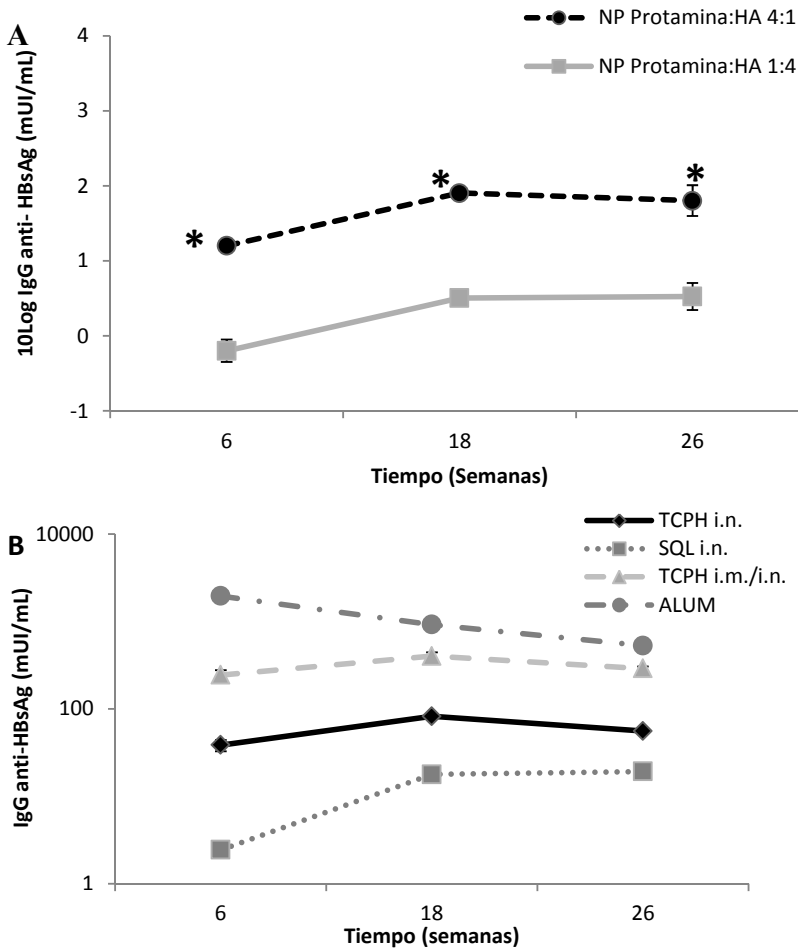 A
NP Protamina:HA 4:1
NP Protamina:HA 1:4
10Log IgG anti- HBsAg (mUI/mL)
4
3
2
1
0
-1
*
*
*
6 18 26
Tiempo (Semanas)
B
TCPH i.n.
SQL i.n.
TCPH i.m./i.n.
ALUM
IgG anti-HBsAg (mUI/mL)
10000
100
1
6 18 26
Tiempo (semanas)